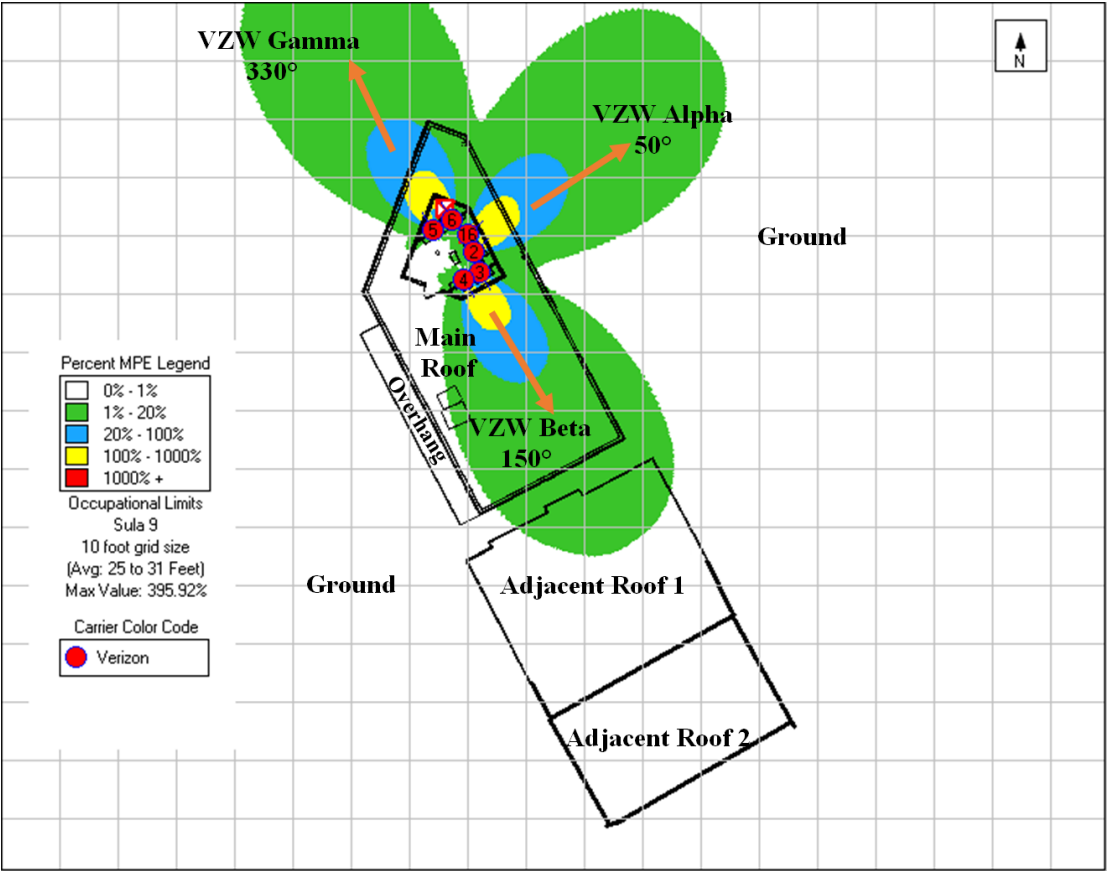 VZW Gamma
330°
N
VZW Alpha
50°
6
5
16
2
3
4
Ground
Main
Roof
Overhang
VZW Beta
150°
Percent MPE Legend
0% - 1%
1% - 20%
20% - 100%
100% - 1000%
1000% +
Occupational Limits
Sula 9
10 foot grid size
(Avg: 25 to 31 Feet)
Max Value: 395.92%
Carrier Color Code
Verizon
Ground
Adjacent Roof 1
Adjacent Roof 2